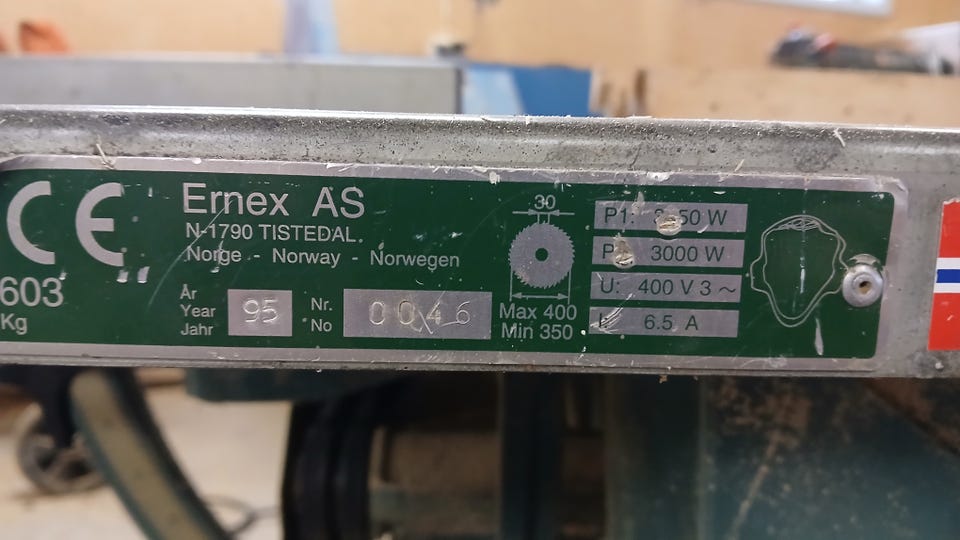 CE
603
Kg
Ernex AS
N-1790 TISTEDAL
Norge - Norway - Norwegen
År
Year
Jahr
95
Nr.
No
0046
30
Max 400
Min 350
P1: 50 W
3000 W
U: 400 V 3 ~
6.5 A